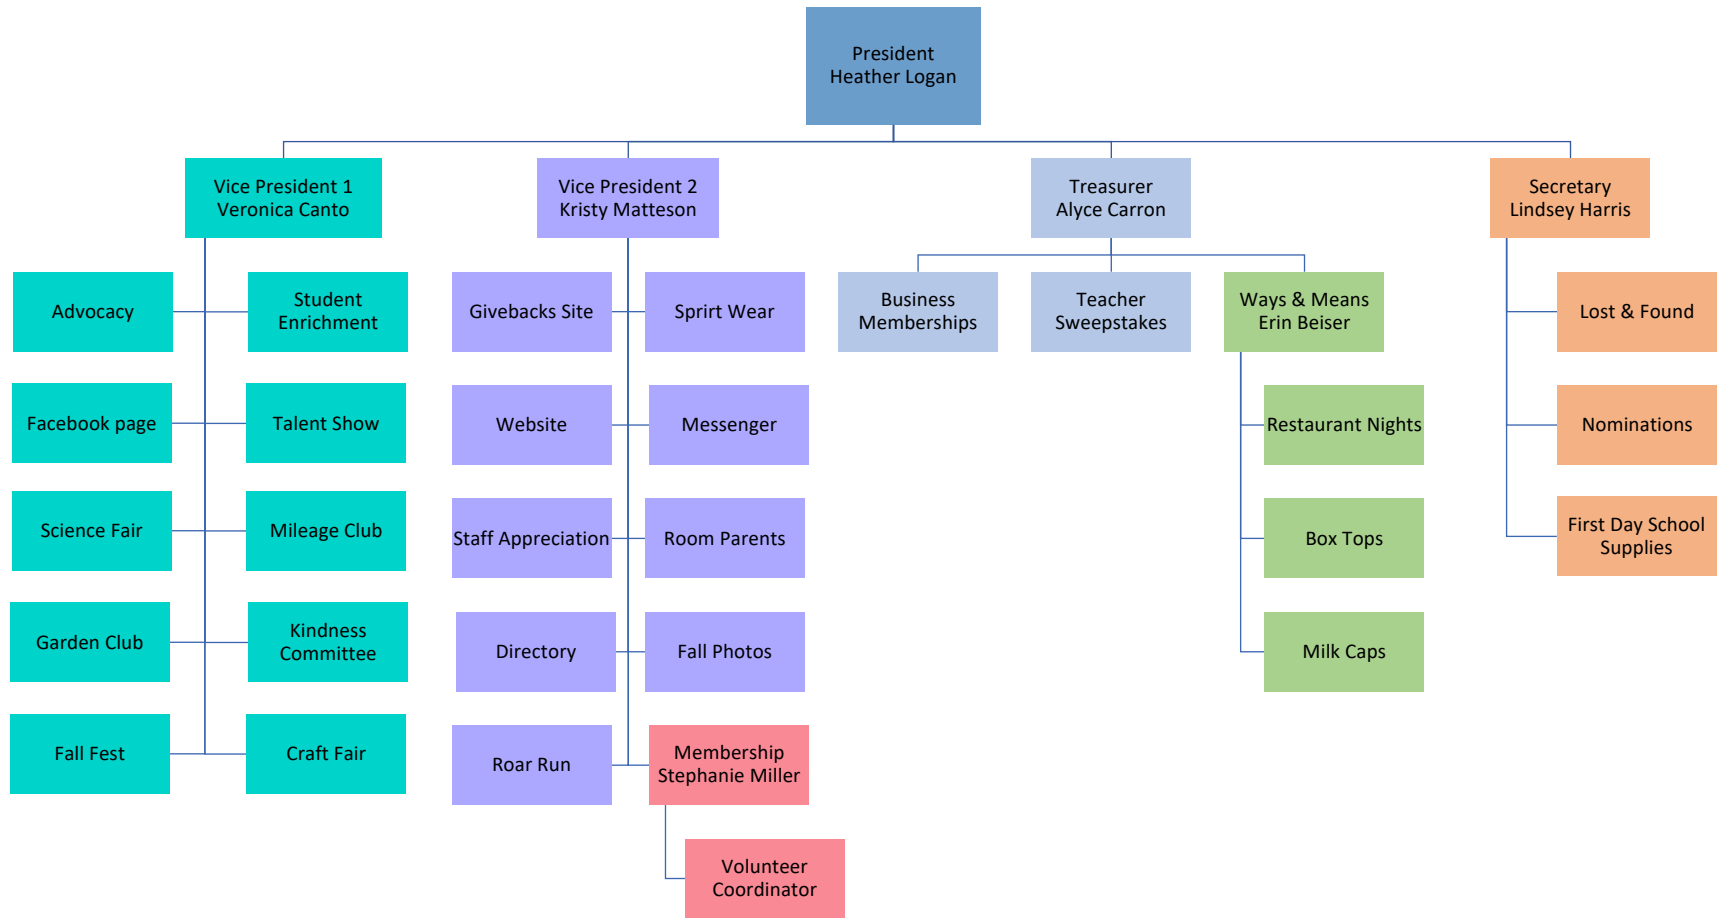 President
Heather Logan
Vice President 1
Veronica Canto
Vice President 2
Kristy Matteson
Treasurer
Alyce Carron
Secretary
Lindsey Harris
Advocacy
Student
Enrichment
Givebacks Site
Sprirt Wear
Business
Memberships
Teacher
Sweepstakes
Ways & Means
Erin Beiser
Lost & Found
Facebook page
Talent Show
Website
Messenger
Restaurant Nights
Nominations
Science Fair
Mileage Club
Staff Appreciation
Room Parents
Box Tops
First Day School
Supplies
Garden Club
Kindness
Committee
Directory
Fall Photos
Milk Caps
Fall Fest
Craft Fair
Roar Run
Membership
Stephanie Miller
Volunteer
Coordinator